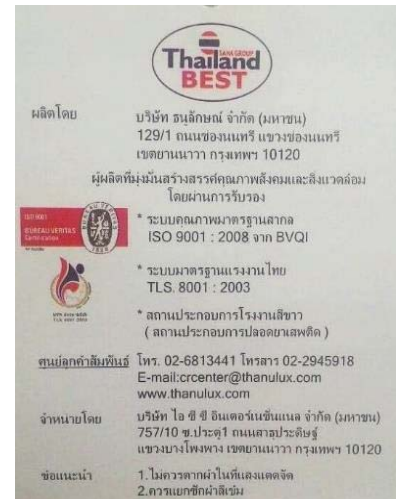 SAHA GROUP
Thailand
BEST
ผลิตโดย บริษัท ธนูลักษณ์ จำกัด (มหาชน)
129/1 ถนนช่องนนทรี แขวงช่องนนทรี
เขตยานนาวา กรุงเทพฯ 10120
ผู้ผลิตที่มุ่งมั่นสร้างสรรค์คุณภาพสังคมและสิ่งแวดล้อม
โดยผ่านการรับรอง
ISO 9001
BUREAU VERITAS
Certification
* ระบบคุณภาพมาตรฐานสากล
ISO 9001 : 2008 จาก BVQI
* ระบบมาตรฐานแรงงานไทย
TLS. 8001 : 2003
* สถานประกอบการโรงงานสีขาว
( สถานประกอบการปลอดยาเสพติด )
ศูนย์ลูกค้าสัมพันธ์ โทร. 02-6813441 โทรสาร 02-2945918
E-mail:crcenter@thanulux.com
www.thanulux.com
จำหน่ายโดย บริษัท ไอ ซี ซี อินเตอร์เนชั่นแนล จำกัด (มหาชน)
757/10 ซ.ประดู่1 ถนนสาธุประดิษฐ์
แขวงบางโพงพาง เขตยานนาวา กรุงเทพฯ 10120
ข้อแนะนำ 1.ไม่ควรตากผ้าในที่แสงแดดจัด
2.ควรแยกซักผ้าสีเข้ม